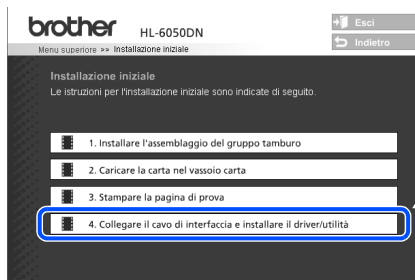 brother HL-6050DN
Esci
Menu superiore >> Installazione iniziale
Indietro
Installazione iniziale
Le istruzioni per l'installazione iniziale sono indicate di seguito.
1. Installare l'assemblaggio del gruppo tamburo
2. Caricare la carta nel vassoio carta
3. Stampare la pagina di prova
4. Collegare il cavo di interfaccia e installare il driver/utilità